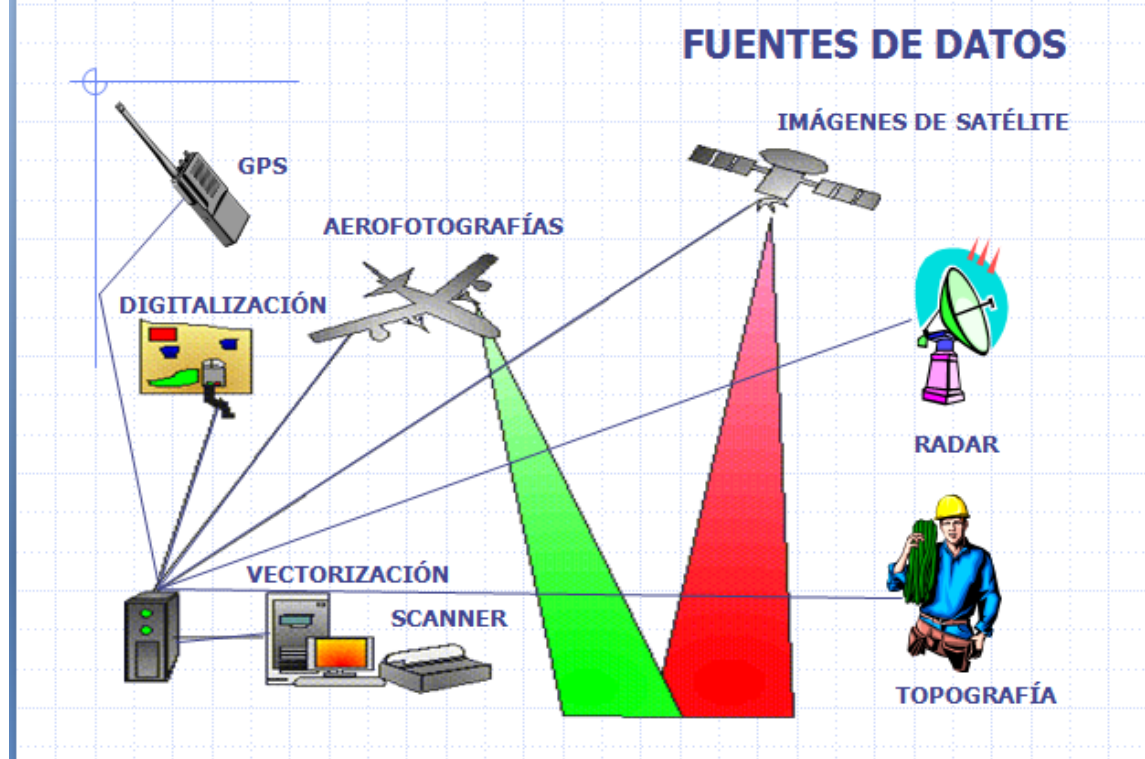 FUENTES DE DATOS
IMÁGENES DE SATÉLITE
GPS
AEROFOTOGRAFÍAS
DIGITALIZACIÓN
RADAR
VECTORIZACIÓN
SCANNER
TOPOGRAFÍA